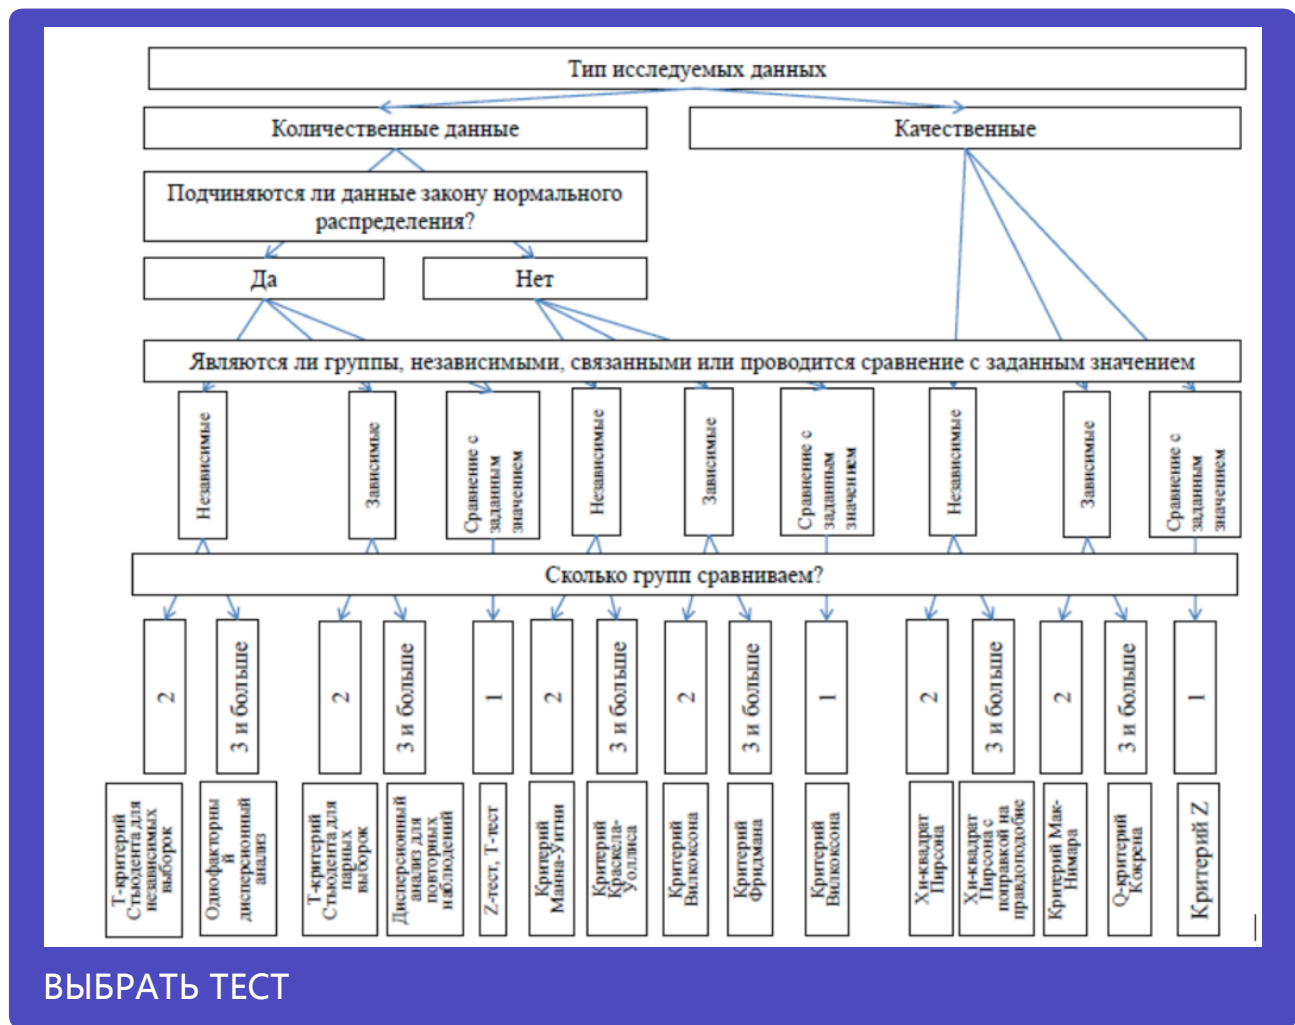 Тип исследуемых данных
Количественные данные
Качественные
Подчиняются ли данные закону нормального
распределения?
Да
Нет
Являются ли группы, независимыми, связанными или проводится сравнение с заданным значением
Независимые
Зависимые
Сравнение с
заданным
значением
Независимые
Зависимые
Сравнение с
заданным
значением
Независимые
Зависимые
Сравнение с
заданным
значением
Сколько групп сравниваем?
2
3 и больше
2
3 и больше
1
2
3 и больше
2
3 и больше
1
2
3 и больше
2
3 и больше
1
Т-критерий
Стьюдента для
независимых
выборок
Однофакторны
й
дисперсионный
анализ
Т-критерий
Стьюдента для
парных
выборок
Дисперсионный
анализ для
повторных
наблюдений
Z-тест, Т-тест
Критерий
Манна-Уитни
Критерий
Краскела-
Уоллиса
Критерий
Вилкоксона
Критерий
Фридмана
Критерий
Вилкоксона
Хи-квадрат
Пирсона
Хи-квадрат
Пирсона с
поправкой на
правдоподобие
Критерий Мак-
Нимара
Q-критерий
Кокрена
Критерий Z
ВЫБРАТЬ ТЕСТ